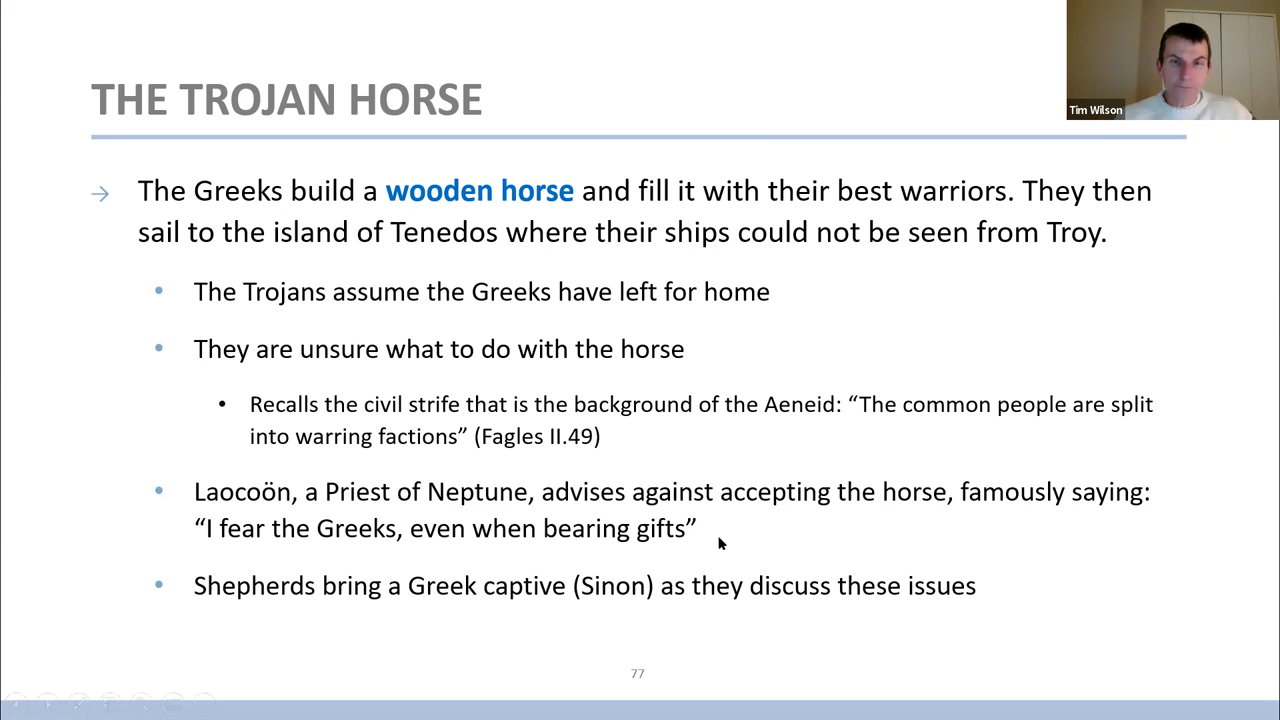 THE TROJAN HORSE
Tim Wilson
→ The Greeks build a wooden horse and fill it with their best warriors. They then
sail to the island of Tenedos where their ships could not be seen from Troy.
• The Trojans assume the Greeks have left for home
• They are unsure what to do with the horse
• Recalls the civil strife that is the background of the Aeneid: “The common people are split
into warring factions” (Fagles II.49)
• Laocoön, a Priest of Neptune, advises against accepting the horse, famously saying:
“I fear the Greeks, even when bearing gifts”
• Shepherds bring a Greek captive (Sinon) as they discuss these issues
77